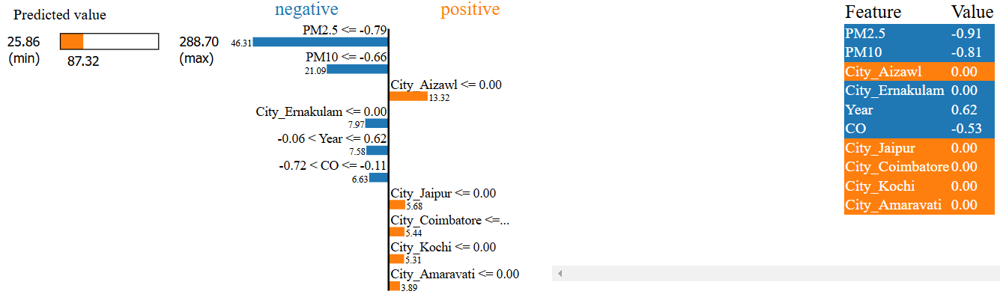 Predicted value
25.86
(min)
87.32
288.70
(max)
negative
positive
PM2.5 <= -0.79
46.31
PM10 <= -0.66
21.09
City_Aizawl <= 0.00
13.32
City_Ernakulam <= 0.00
7.97
-0.06 < Year <= 0.62
7.58
-0.72 < CO <= -0.11
6.63
City_Jaipur <= 0.00
5.68
City_Coimbatore <=...
5.44
City_Kochi <= 0.00
5.31
City_Amaravati <= 0.00
3.89
Feature Value
PM2.5 -0.91
PM10 -0.81
City_Aizawl 0.00
City_Ernakulam 0.00
Year 0.62
CO -0.53
City_Jaipur 0.00
City_Coimbatore 0.00
City_Kochi 0.00
City_Amaravati 0.00